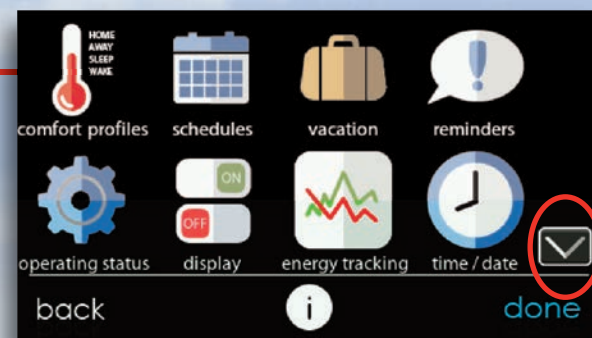 HOME
AWAY
SLEEP
WAKE
comfort profiles schedules vacation reminders
ON
OFF
operating status display energy tracking time / date
back i done